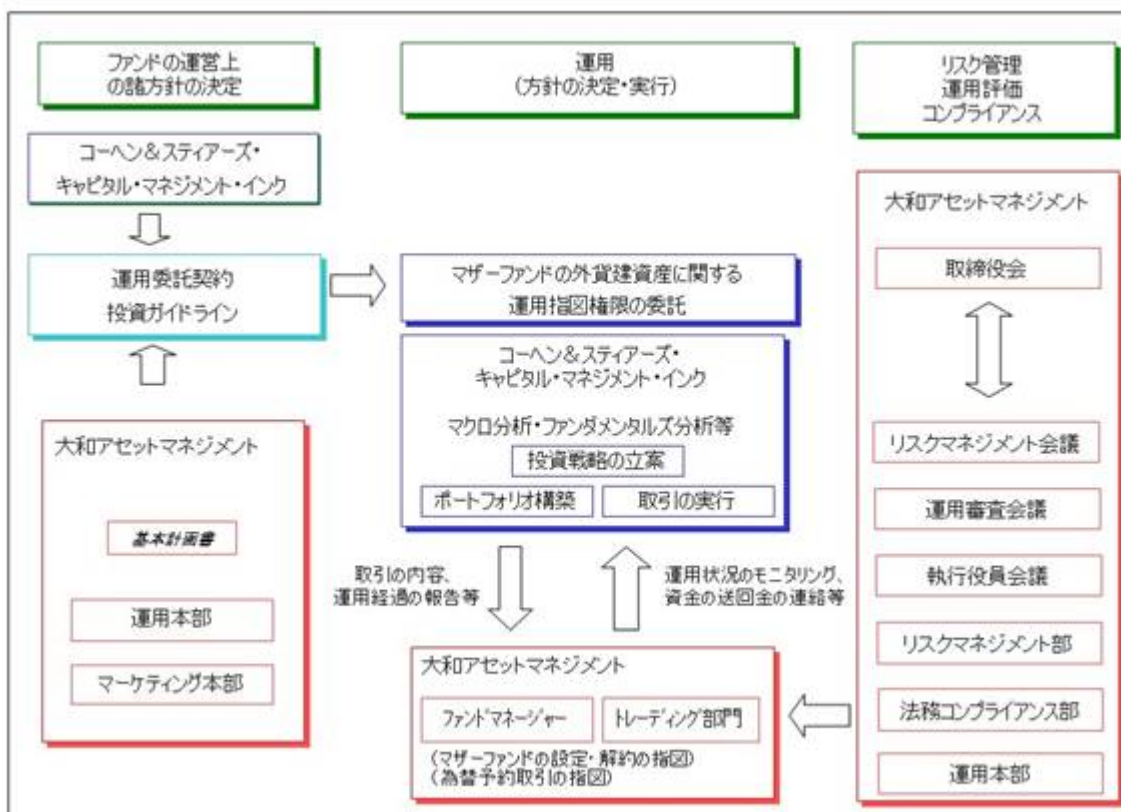 ファンドの運営上
の諸方針の決定
運用
(方針の決定・実行)
リスク管理
運用評価
コンプライアンス
コーヘン&スティアーズ・
キャピタル・マネジメント・インク
運用委託契約
投資ガイドライン
大和アセットマネジメント
基本計画書
運用本部
マーケティング本部
マザーファンドの外貨建資産に関する
運用指図権限の委託
コーヘン&スティアーズ・
キャピタル・マネジメント・インク
マクロ分析・ファンダメンタルズ分析等
投資戦略の立案
ポートフォリオ構築
取引の実行
取引の内容、
運用経過の報告等
運用状況のモニタリング、
資金の送回金の連絡等
大和アセットマネジメント
ファンドマネージャー
トレーディング部門
(マザーファンドの設定・解約の指図)
(為替予約取引の指図)
大和アセットマネジメント
取締役会
リスクマネジメント会議
運用審査会議
執行役員会議
リスクマネジメント部
法務コンプライアンス部
運用本部